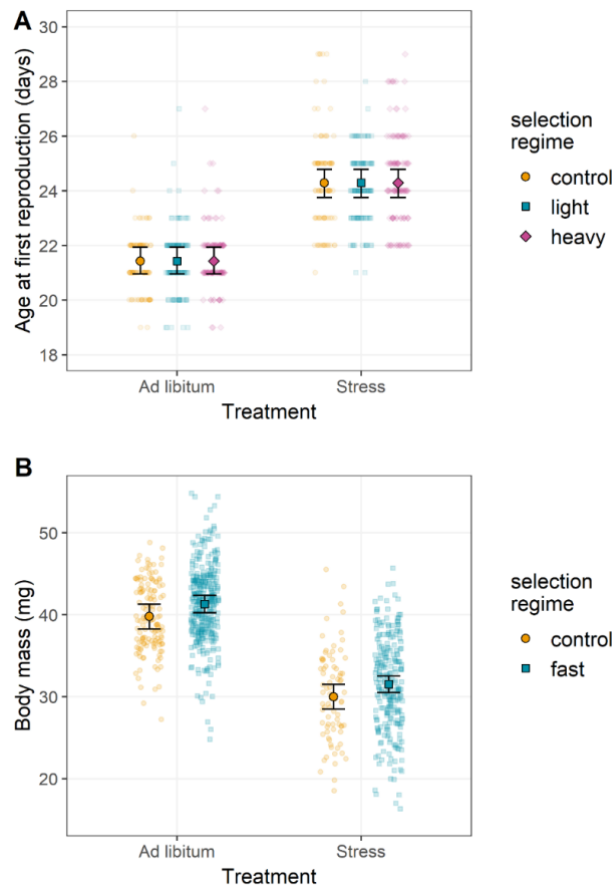 A
30
28
26
24
22
20
18
Age at first reproduction (days)
Ad libitum
Stress
Treatment
selection
regime
control
light
heavy
B
50
40
30
20
Body mass (mg)
Ad libitum
Stress
Treatment
selection
regime
control
fast